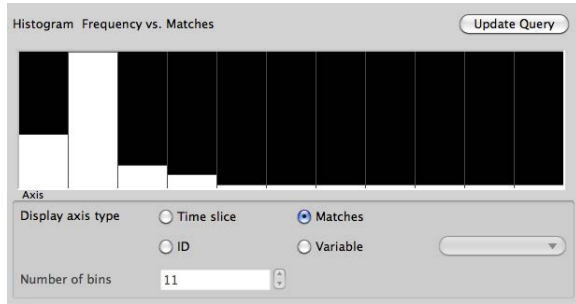 Histogram Frequency vs. Matches Update Query
Axis
Display axis type Time slice Matches
ID Variable
Number of bins 11